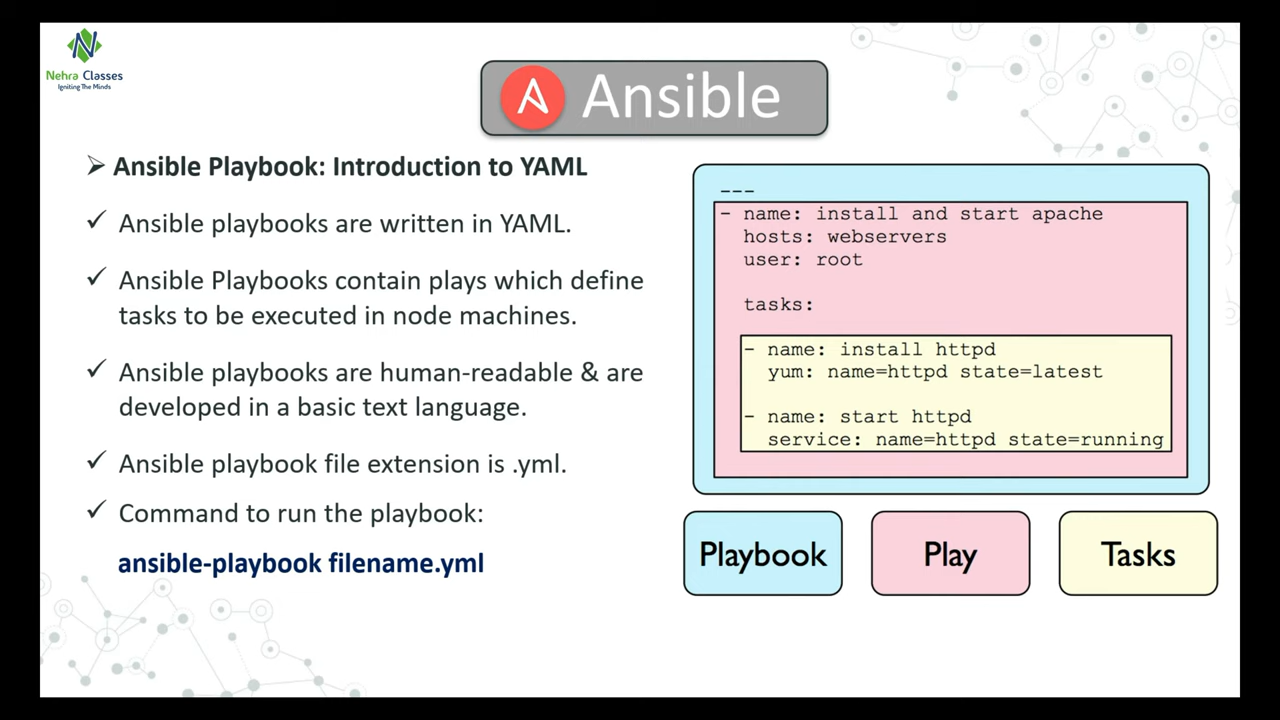 Nehra Classes
Igniting The Minds
Ansible
Ansible Playbook: Introduction to YAML
Ansible playbooks are written in YAML.
Ansible Playbooks contain plays which define
tasks to be executed in node machines.
Ansible playbooks are human-readable & are
developed in a basic text language.
Ansible playbook file extension is .yml.
Command to run the playbook:
ansible-playbook filename.yml
---
- name: install and start apache
hosts: webservers
user: root
tasks:
- name: install httpd
yum: name=httpd state=latest
- name: start httpd
service: name=httpd state=running
Playbook
Play
Tasks